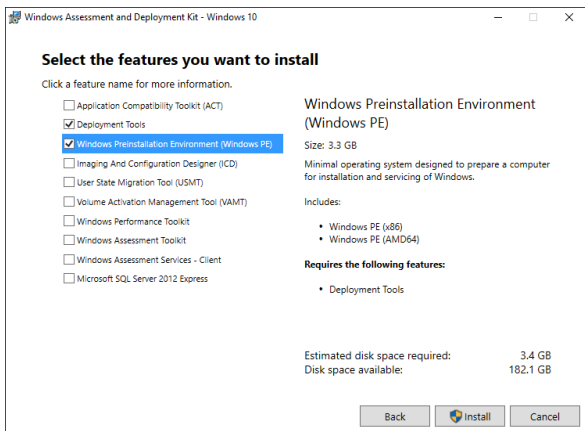 Windows Assessment and Deployment Kit - Windows 10
Select the features you want to install
Click a feature name for more information.
Application Compatibility Toolkit (ACT)
Deployment Tools
Windows Preinstallation Environment (Windows PE)
Imaging And Configuration Designer (ICD)
User State Migration Tool (USMT)
Volume Activation Management Tool (VAMT)
Windows Performance Toolkit
Windows Assessment Toolkit
Windows Assessment Services - Client
Microsoft SQL Server 2012 Express
Windows Preinstallation Environment
(Windows PE)
Size: 3.3 GB
Minimal operating system designed to prepare a computer
for installation and servicing of Windows.
Includes:
• Windows PE (x86)
• Windows PE (AMD64)
Requires the following features:
• Deployment Tools
Estimated disk space required: 3.4 GB
Disk space available: 182.1 GB
Back Install Cancel